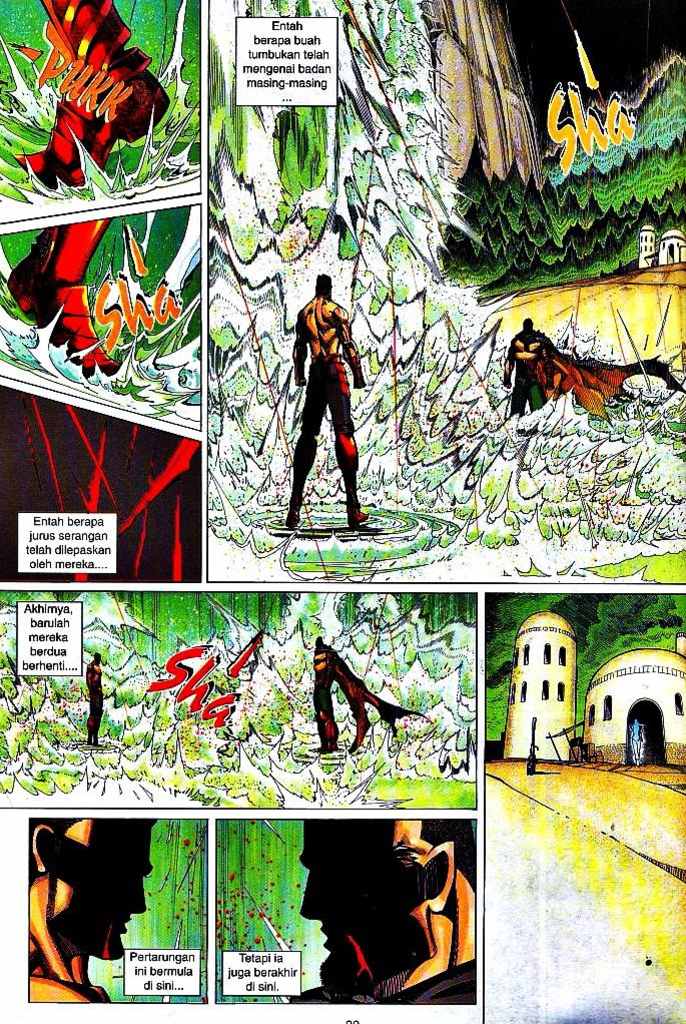 DUKK
Sha
Entah berapa
jurus serangan
telah dilepaskan
oleh mereka....
Entah
berapa buah
tumbukan telah
mengenai badan
masing-masing
...
Sha
Akhirnya,
barulah
mereka
berdua
berhenti....
Sha
Pertarungan
ini bermula
di sini...
Tetapi ia
juga berakhir
di sini.